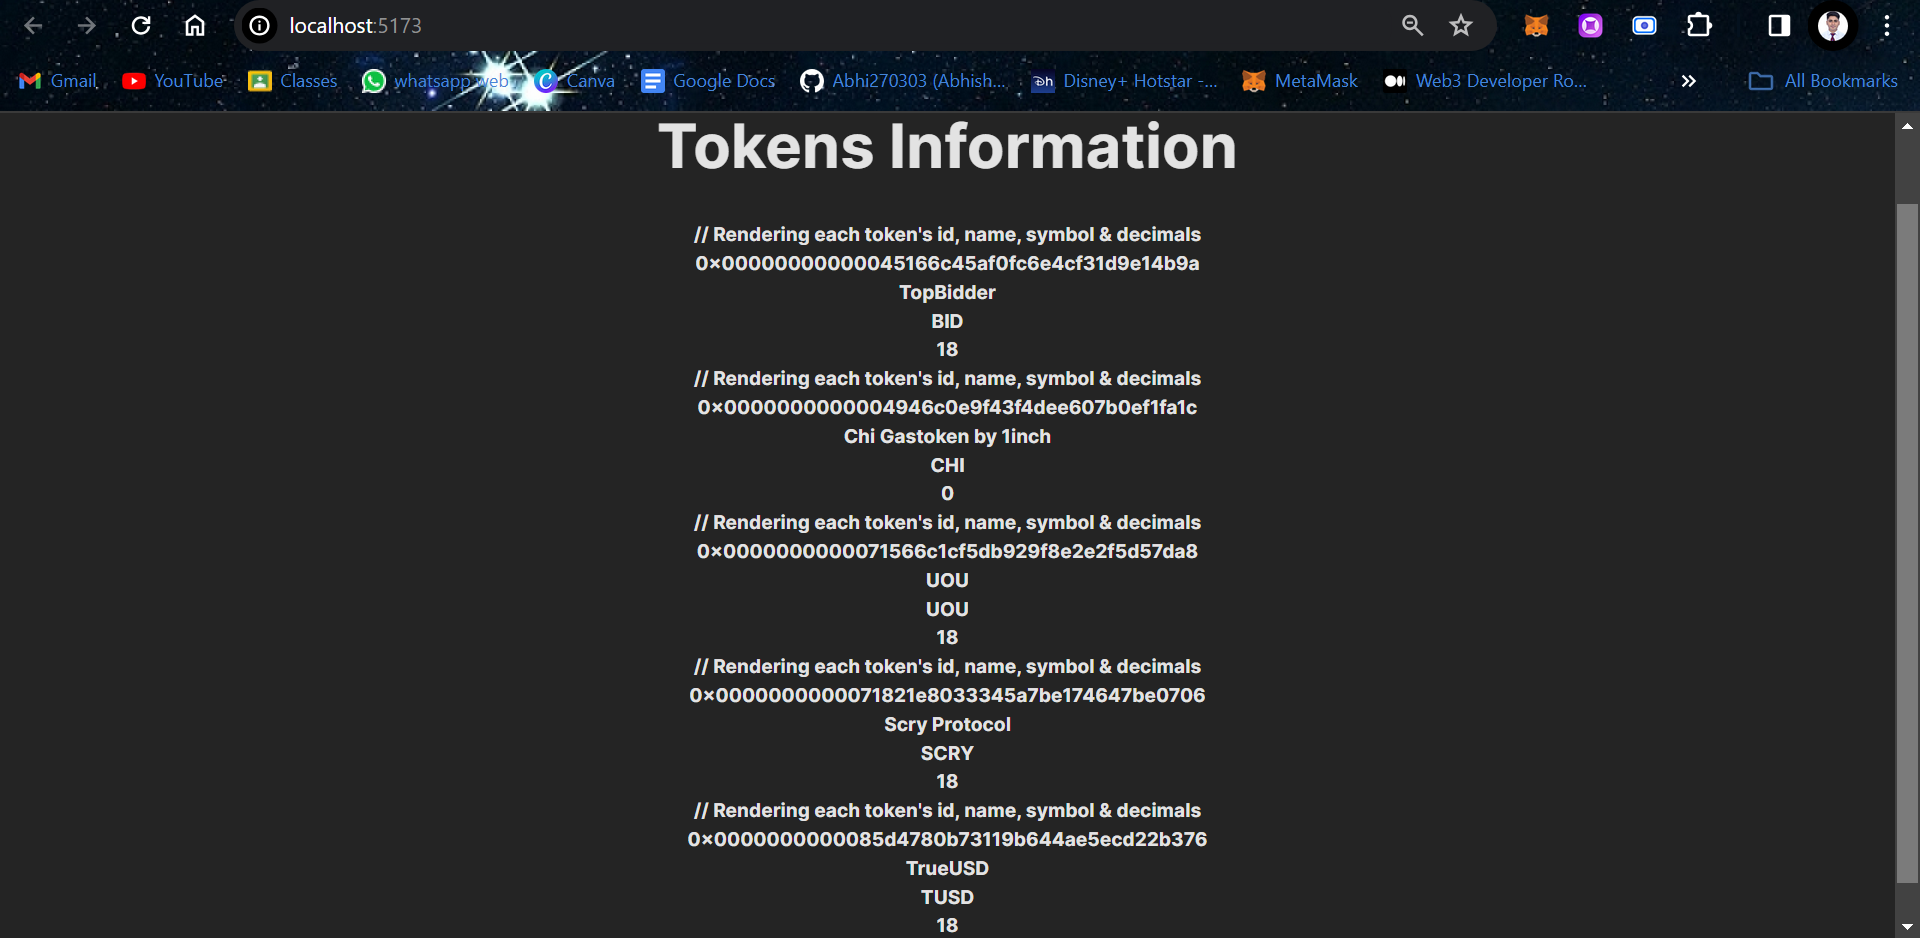 localhost:5173
Gmail YouTube Classes whatsapp web Canva Google Docs Abhi270303 (Abhish... Disney+ Hotstar -... MetaMask Web3 Developer Ro... » All Bookmarks
Tokens Information
// Rendering each token's id, name, symbol & decimals
0x00000000000045166c45af0fc6e4cf31d9e14b9a
TopBidder
BID
18
// Rendering each token's id, name, symbol & decimals
0x0000000000004946c0e9f43f4dee607b0ef1fa1c
Chi Gastoken by 1inch
CHI
0
// Rendering each token's id, name, symbol & decimals
0x0000000000071566c1cf5db929f8e2e2f5d57da8
UOU
UOU
18
// Rendering each token's id, name, symbol & decimals
0x0000000000071821e8033345a7be174647be0706
Scry Protocol
SCRY
18
// Rendering each token's id, name, symbol & decimals
0x0000000000085d4780b73119b644ae5ecd22b376
TrueUSD
TUSD
18